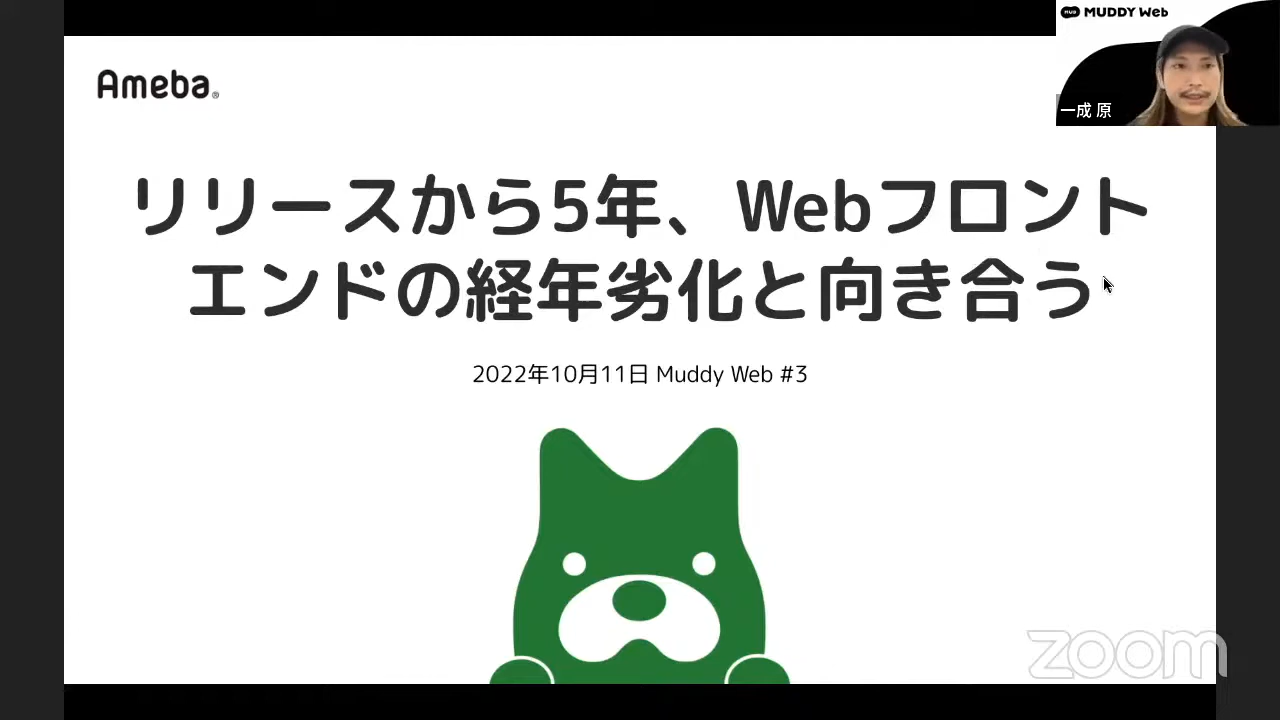 MUD MUDDY Web
一成 原
Ameba®
リリースから5年、Webフロント
エンドの経年劣化と向き合う
2022年10月11日 Muddy Web #3
zoom